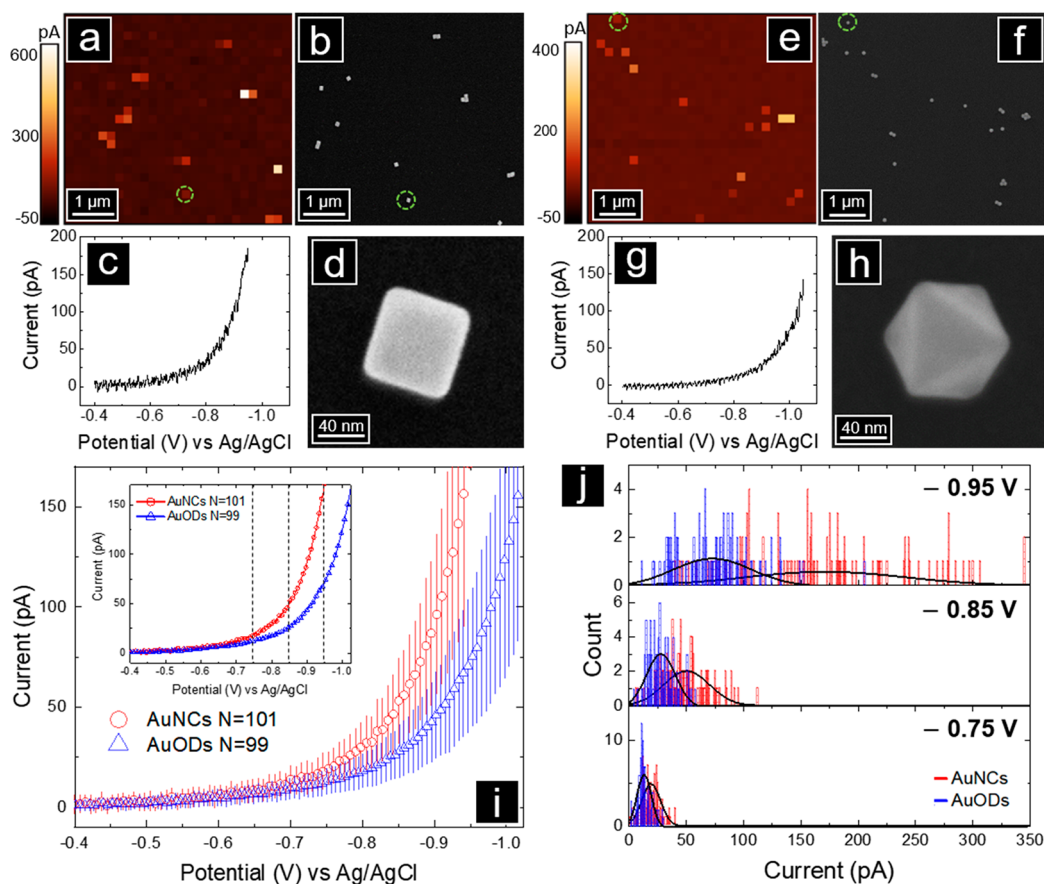 pA
600
300
-50
a
1 µm
b
1 µm
pA
400
200
-50
e
1 µm
f
1 µm
c
200
150
100
50
0
Current (pA)
-0.4 -0.6 -0.8 -1.0
Potential (V) vs Ag/AgCl
d
40 nm
g
200
150
100
50
0
Current (pA)
-0.4 -0.6 -0.8 -1.0
Potential (V) vs Ag/AgCl
h
40 nm
150
100
50
0
Current (pA)
150
100
50
0
Current (pA)
AuNCs N=101
AuODs N=99
-0.4 -0.5 -0.6 -0.7 -0.8 -0.9 -1.0
Potential (V) vs Ag/AgCl
AuNCs N=101
AuODs N=99
i
-0.4 -0.5 -0.6 -0.7 -0.8 -0.9 -1.0
Potential (V) vs Ag/AgCl
j
– 0.95 V
4
2
0
– 0.85 V
6
4
2
0
Count
– 0.75 V
10
5
0
AuNCs
AuODs
0 50 100 150 200 250 300 350
Current (pA)